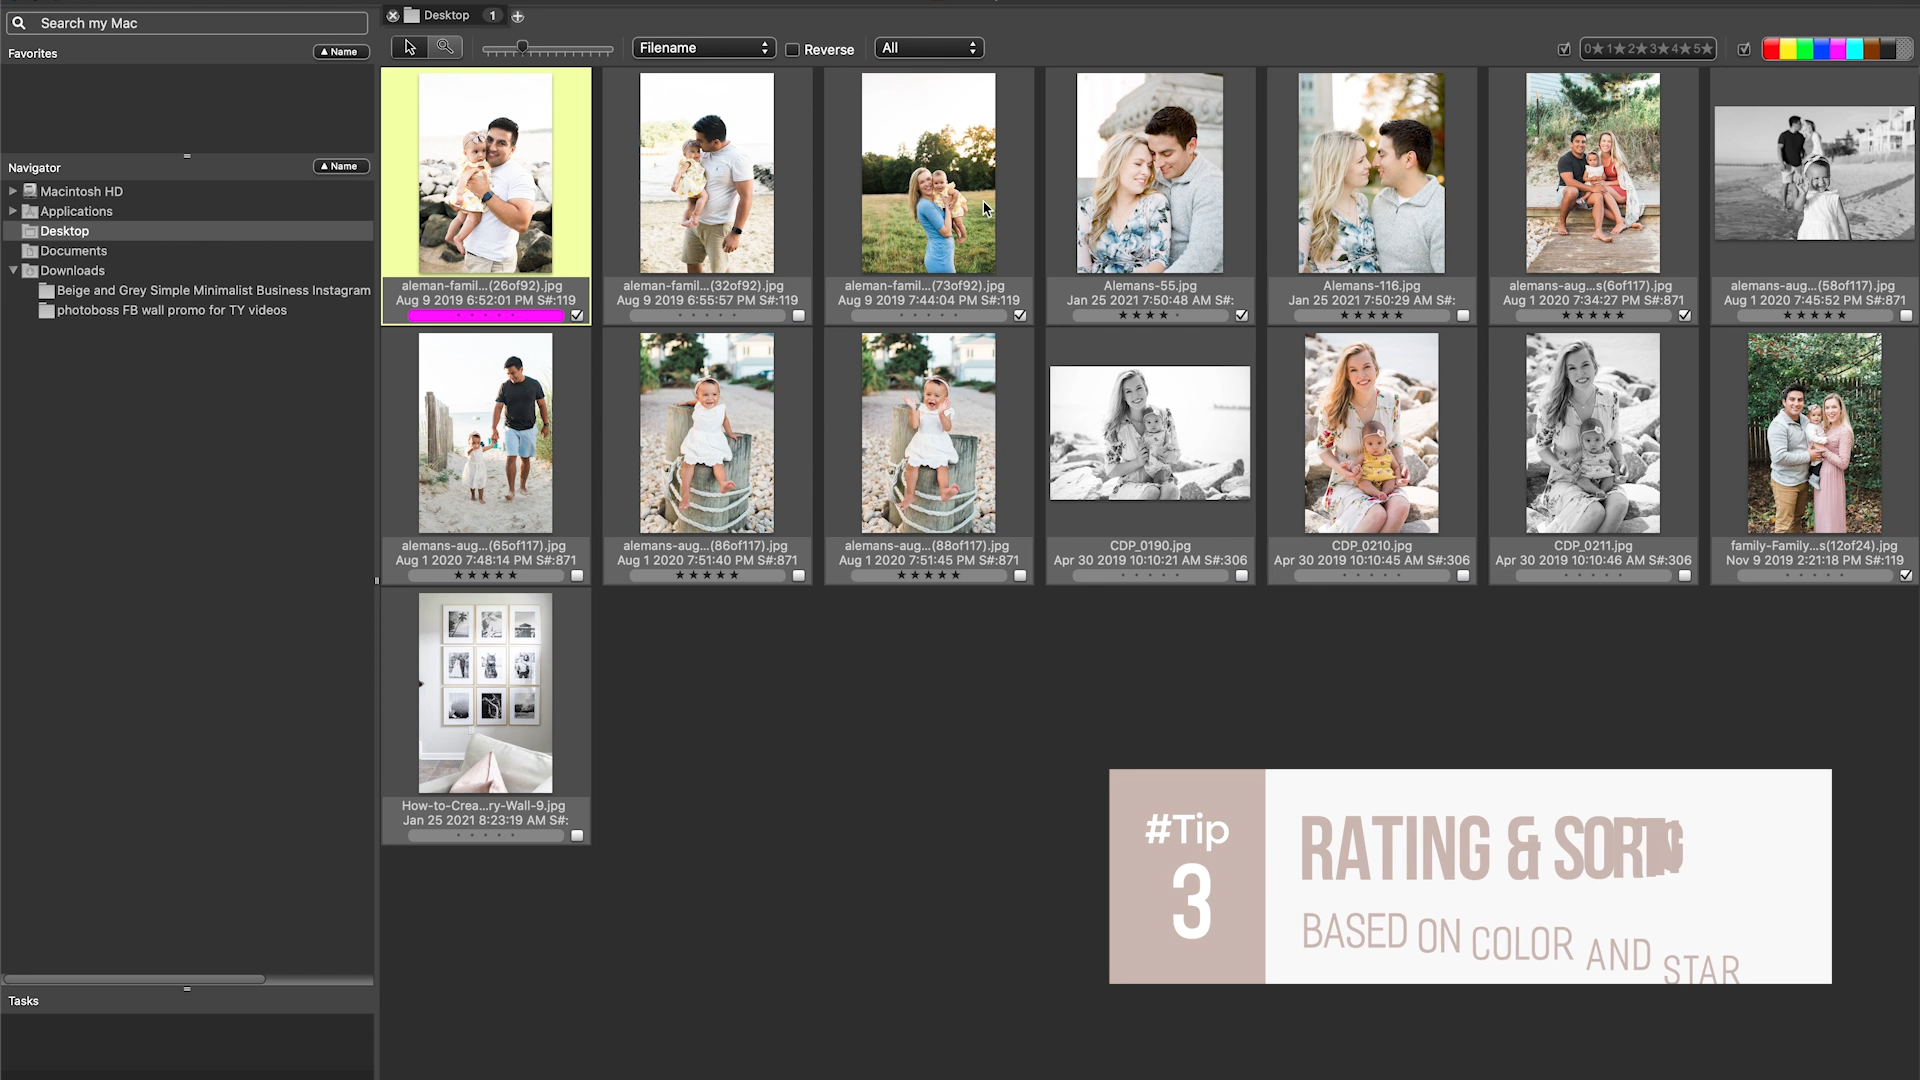 Search my Mac
Desktop 1
Favorites
▲ Name
Filename
Reverse
All
0★1★2★3★4★5★
Navigator
▲ Name
Macintosh HD
Applications
Desktop
Documents
Downloads
Beige and Grey Simple Minimalist Business Instagram
photoboss FB wall promo for TY videos
aleman-famil...(26of92).jpg
Aug 9 2019 6:52:01 PM S#:119
aleman-famil...(32of92).jpg
Aug 9 2019 6:55:57 PM S#:119
aleman-famil...(73of92).jpg
Aug 9 2019 7:44:04 PM S#:119
Alemans-55.jpg
Jan 25 2021 7:50:48 AM S#:
★★★★
Alemans-116.jpg
Jan 25 2021 7:50:29 AM S#:
★★★★★
alemans-aug...s(6of117).jpg
Aug 1 2020 7:34:27 PM S#:871
★★★★★
alemans-aug...(58of117).jpg
Aug 1 2020 7:45:52 PM S#:871
★★★★★
alemans-aug...(65of117).jpg
Aug 1 2020 7:48:14 PM S#:871
★★★★★
alemans-aug...(86of117).jpg
Aug 1 2020 7:51:40 PM S#:871
★★★★★
alemans-aug...(88of117).jpg
Aug 1 2020 7:51:45 PM S#:871
★★★★★
CDP_0190.jpg
Apr 30 2019 10:10:21 AM S#:306
CDP_0210.jpg
Apr 30 2019 10:10:45 AM S#:306
CDP_0211.jpg
Apr 30 2019 10:10:46 AM S#:306
family-Family...s(12of24).jpg
Nov 9 2019 2:21:18 PM S#:119
How-to-Crea...ry-Wall-9.jpg
Jan 25 2021 8:23:19 AM S#:
Tasks
#Tip
3
RATING &
BASED ON COLOR AND STAR